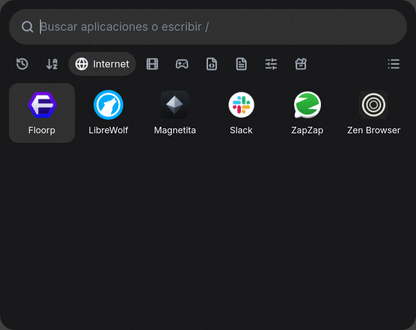 Buscar aplicaciones o escribir /
Internet
Floorp LibreWolf Magnetita Slack ZapZap Zen Browser